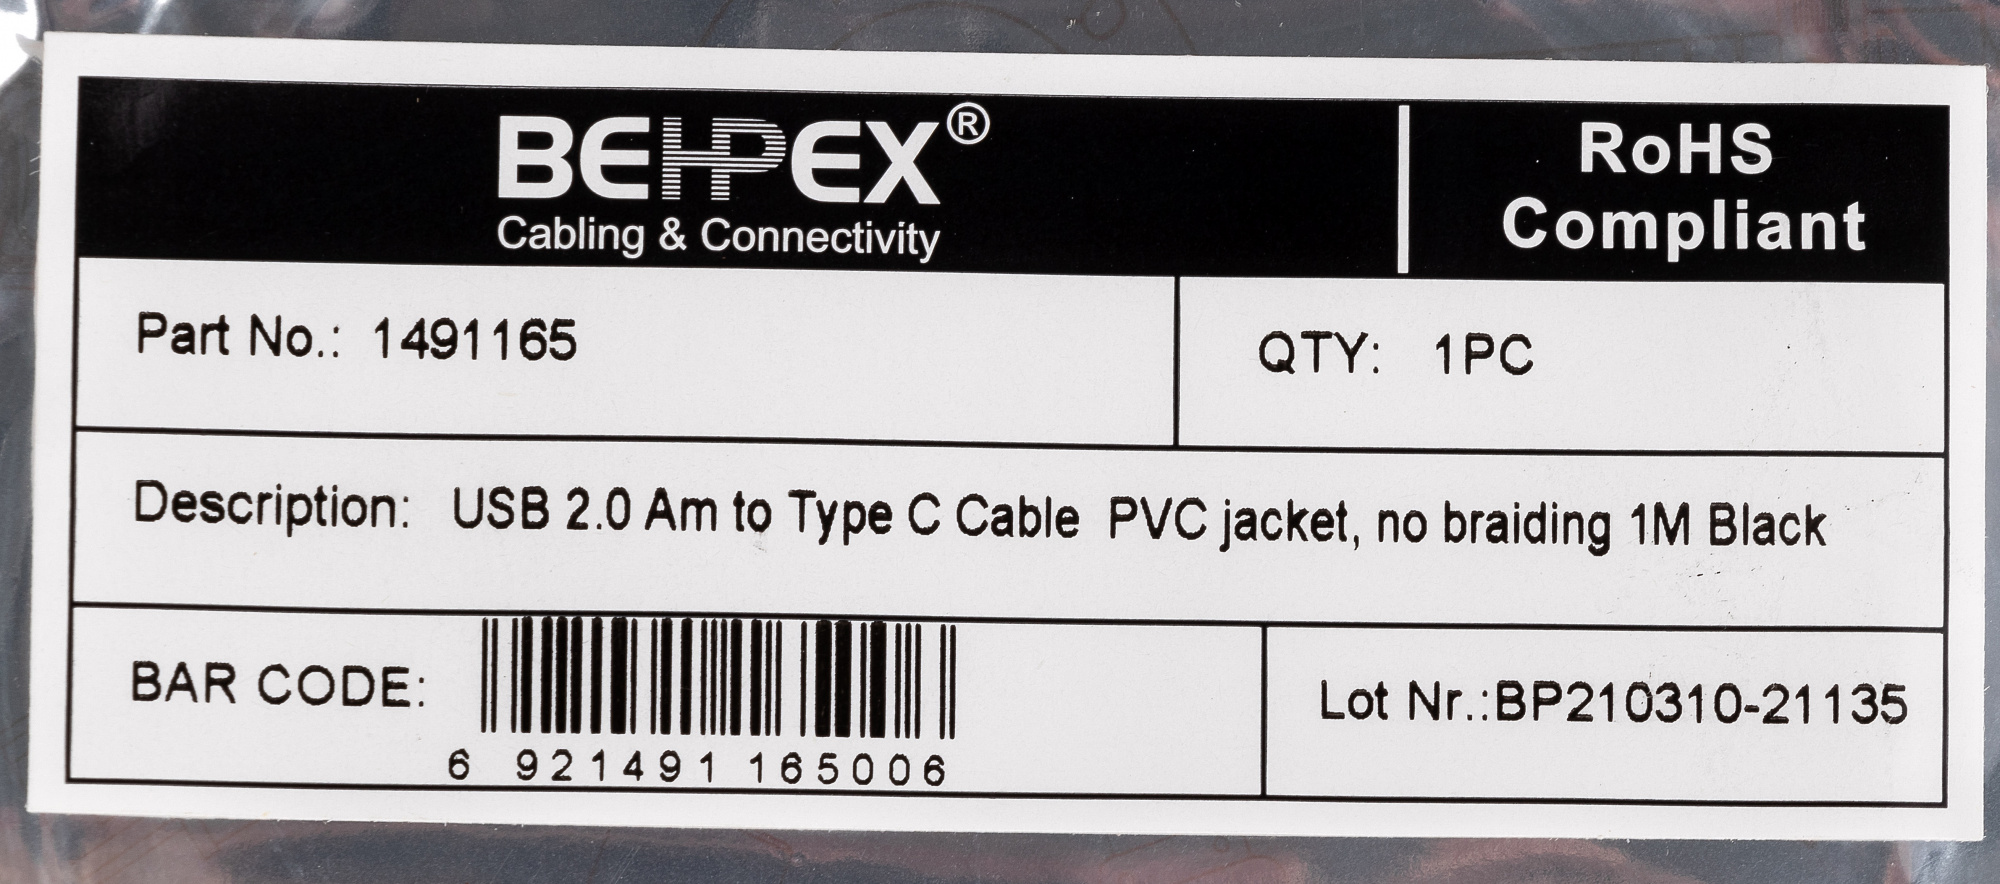 BEHPEX®
Cabling & Connectivity
RoHS
Compliant
Part No.: 1491165
QTY: 1PC
Description: USB 2.0 Am to Type C Cable PVC jacket, no braiding 1M Black
BAR CODE:
6 921491 165006
Lot Nr.:BP210310-21135